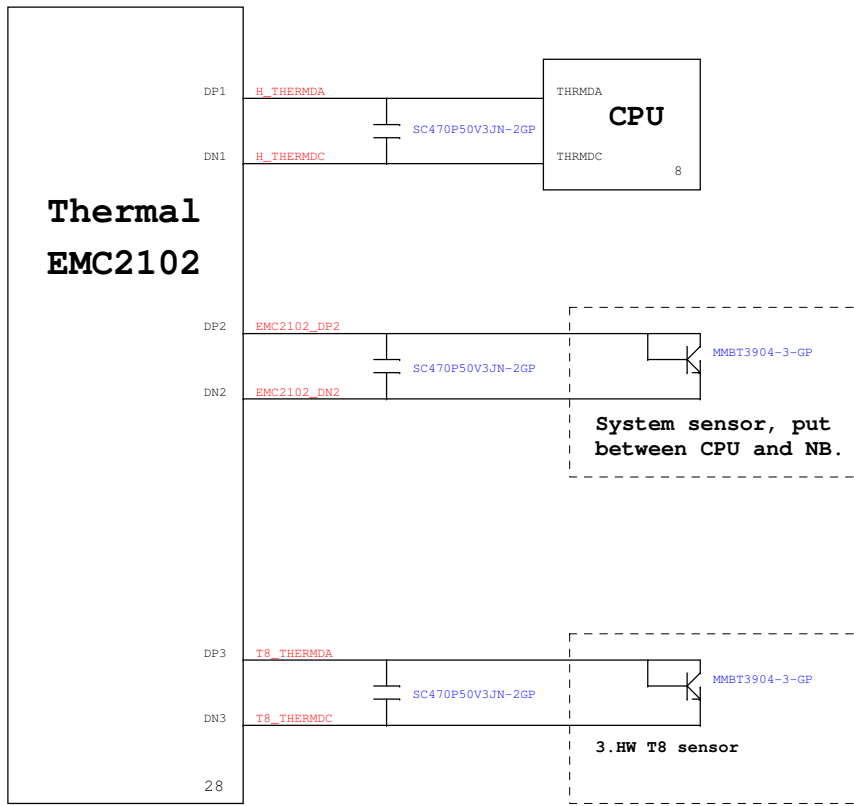 DP1 H_THERMDA THRMDA
CPU
SC470P50V3JN-2GP
DN1 H_THERMDC THRMDC
8
Thermal
EMC2102
DP2 EMC2102_DP2
MMBT3904-3-GP
SC470P50V3JN-2GP
DN2 EMC2102_DN2
System sensor, put
between CPU and NB.
DP3 T8_THERMDA
MMBT3904-3-GP
SC470P50V3JN-2GP
DN3 T8_THERMDC
3.HW T8 sensor
28